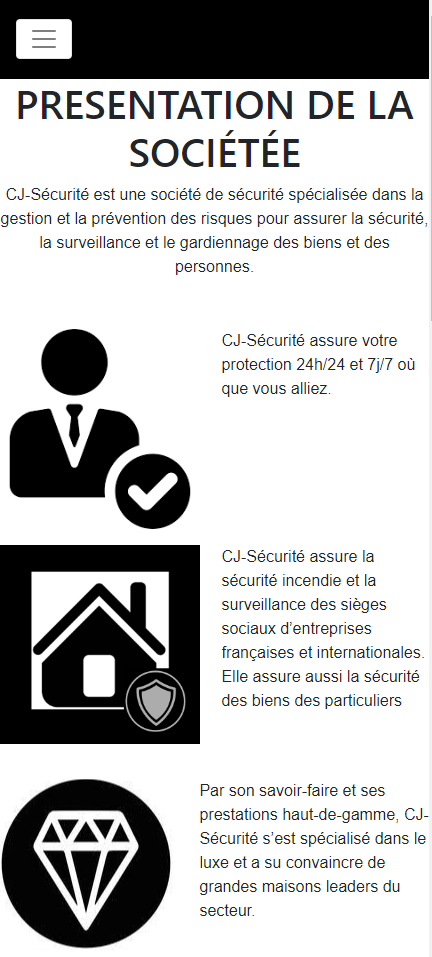 PRESENTATION DE LA
SOCIÉTÉE
CJ-Sécurité est une société de sécurité spécialisée dans la
gestion et la prévention des risques pour assurer la sécurité,
la surveillance et le gardiennage des biens et des
personnes.
CJ-Sécurité assure votre
protection 24h/24 et 7j/7 où
que vous alliez.
CJ-Sécurité assure la
sécurité incendie et la
surveillance des sièges
sociaux d’entreprises
françaises et internationales.
Elle assure aussi la sécurité
des biens des particuliers
Par son savoir-faire et ses
prestations haut-de-gamme, CJ-
Sécurité s’est spécialisé dans le
luxe et a su convaincre de
grandes maisons leaders du
secteur.